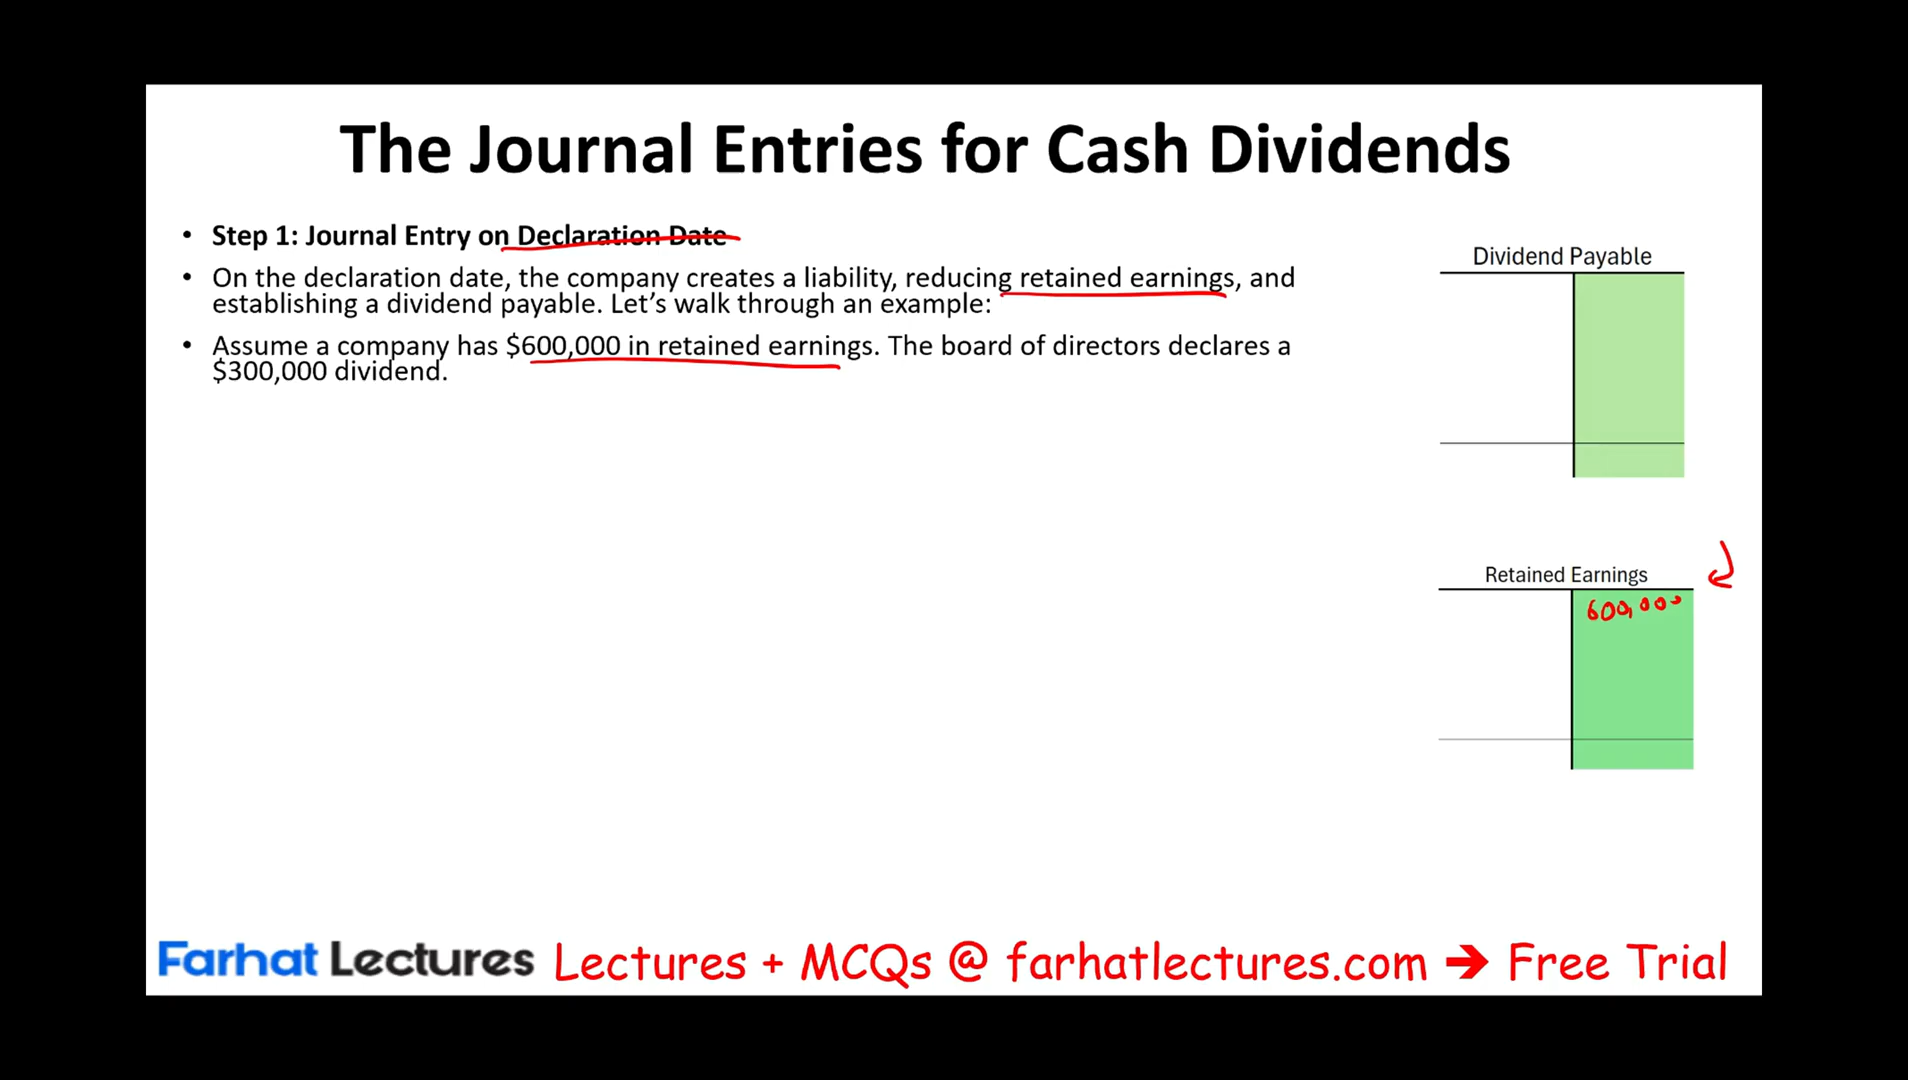 The Journal Entries for Cash Dividends
• Step 1: Journal Entry on Declaration Date
• On the declaration date, the company creates a liability, reducing retained earnings, and
establishing a dividend payable. Let’s walk through an example:
• Assume a company has $600,000 in retained earnings. The board of directors declares a
$300,000 dividend.
Dividend Payable
Retained Earnings
600,000
Farhat Lectures Lectures + MCQs @ farhatlectures.com ➔ Free Trial